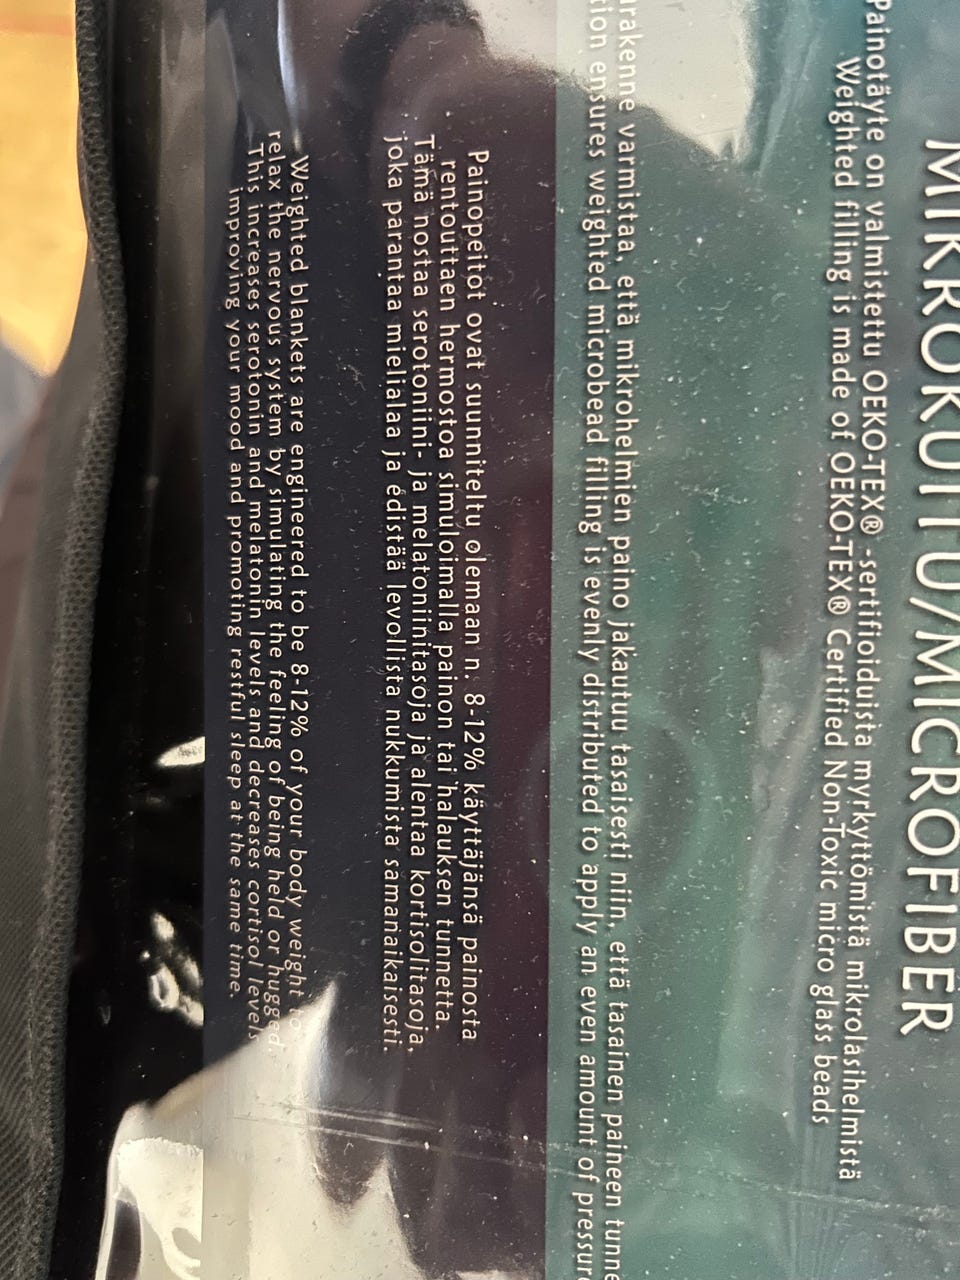 MIKROKUITU/MICROFIBER
Painotäyte on valmistettu OEKO-TEX® -sertifioiduista myrkyttömistä mikrolasihelmistä
Weighted filling is made of OEKO-TEX® Certified Non-Toxic micro glass beads
varmistaa, että mikrohelmien paino jakautuu tasaisesti niin, että tasainen paineen
ensures weighted microbead filling is evenly distributed to apply an even amount of
Painopeitot ovat suunniteltu olemaan n. 8-12% käyttäjänsä painosta
rentouttaen hermostoa simuloimalla painon tai halauksen tunnetta.
Tämä nostaa serotoniini- ja melatoniinitasoja ja alentaa kortisolitasoja,
joka parantaa mielialaa ja edistää levollista nukkumista samanaikaisesti.
Weighted blankets are engineered to be 8-12% of your body weight to
relax the nervous system by simulating the feeling of being held or hugged.
This increases serotonin and melatonin levels and decreases cortisol levels
improving your mood and promoting restful sleep at the same time.